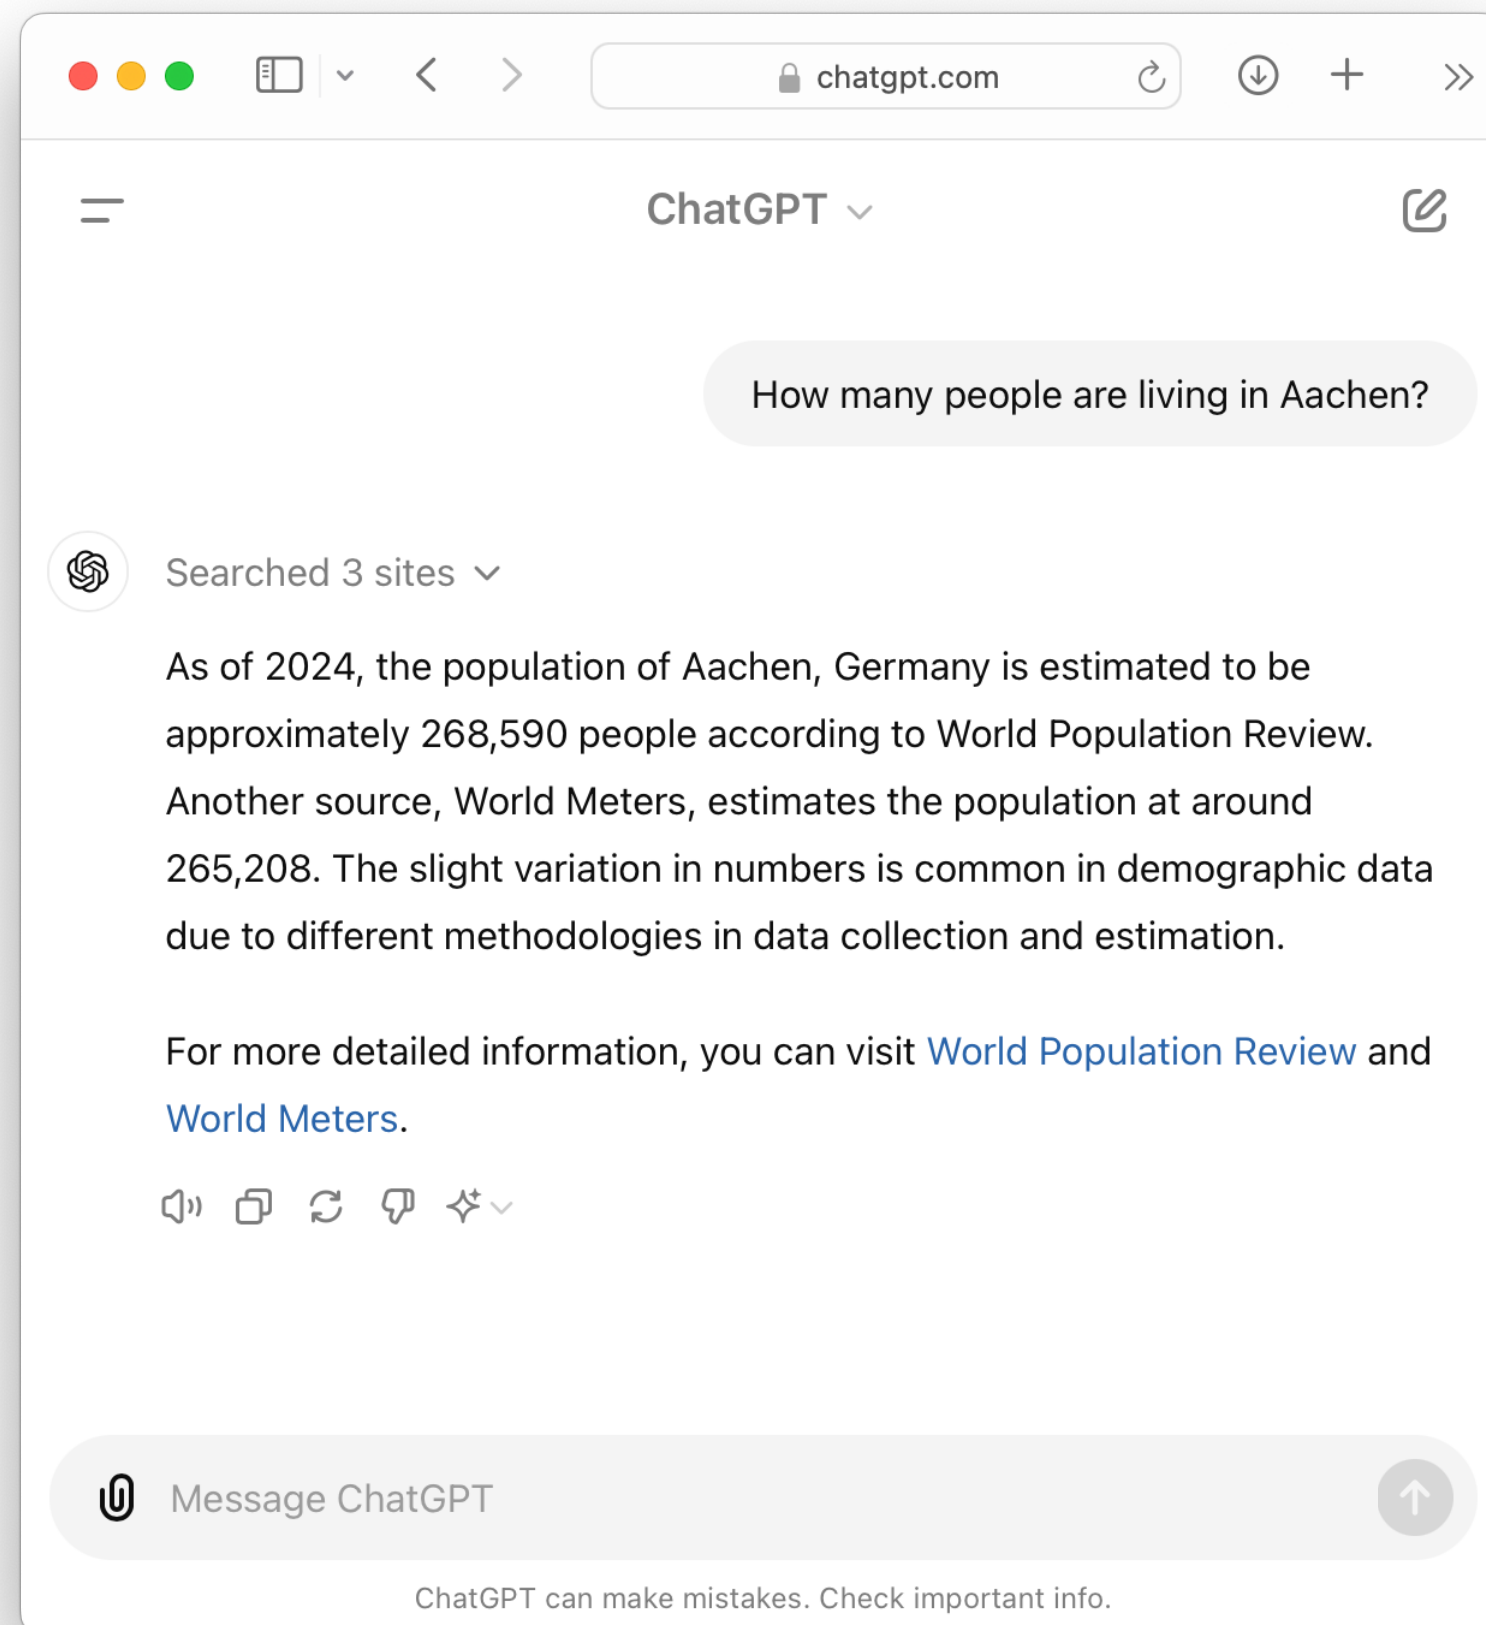 chatgpt.com
ChatGPT
How many people are living in Aachen?
Searched 3 sites
As of 2024, the population of Aachen, Germany is estimated to be
approximately 268,590 people according to World Population Review.
Another source, World Meters, estimates the population at around
265,208. The slight variation in numbers is common in demographic data
due to different methodologies in data collection and estimation.
For more detailed information, you can visit World Population Review and
World Meters.
Message ChatGPT
ChatGPT can make mistakes. Check important info.